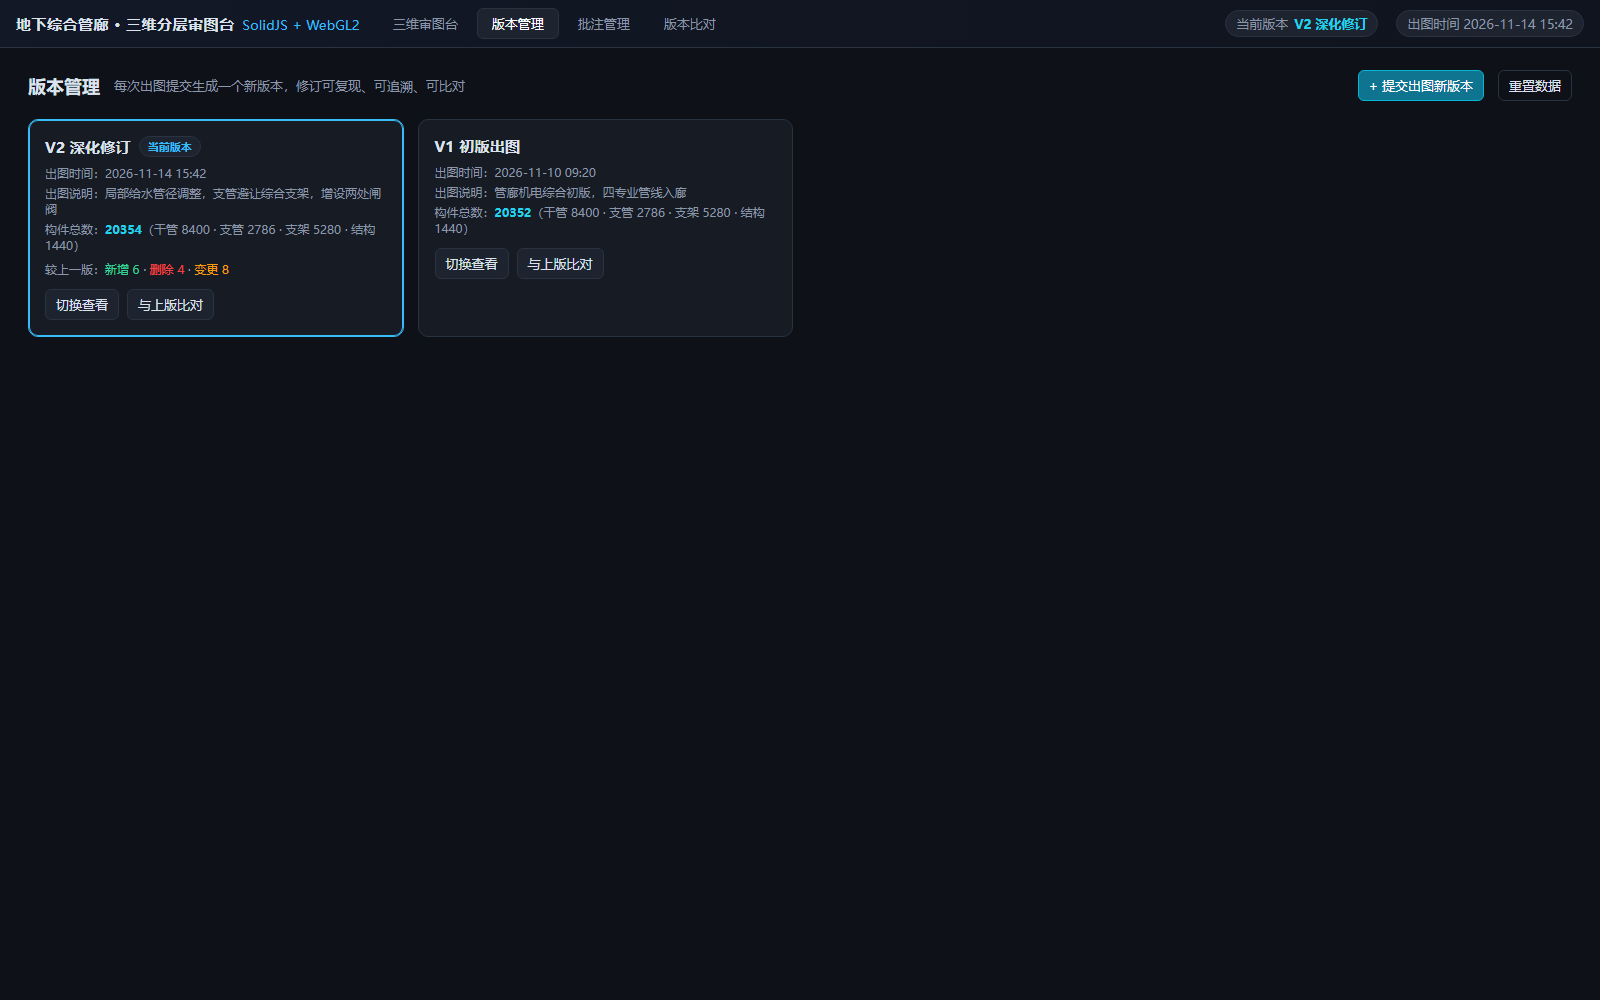 地下综合管廊 • 三维分层审图台 SolidJS + WebGL2 三维审图台 版本管理 批注管理 版本比对 当前版本 V2 深化修订 出图时间 2026-11-14 15:42
版本管理 每次出图提交生成一个新版本，修订可复现、可追溯、可比对 + 提交出图新版本 重置数据
V2 深化修订 当前版本
出图时间：2026-11-14 15:42
出图说明：局部给水管径调整，支管避让综合支架，增设两处闸
阀
构件总数：20354（干管 8400 · 支管 2786 · 支架 5280 · 结构
1440）
较上一版：新增 6 · 删除 4 · 变更 8
切换查看 与上版比对
V1 初版出图
出图时间：2026-11-10 09:20
出图说明：管廊机电综合初版，四专业管线入廊
构件总数：20352（干管 8400 · 支管 2786 · 支架 5280 · 结构
1440）
切换查看 与上版比对